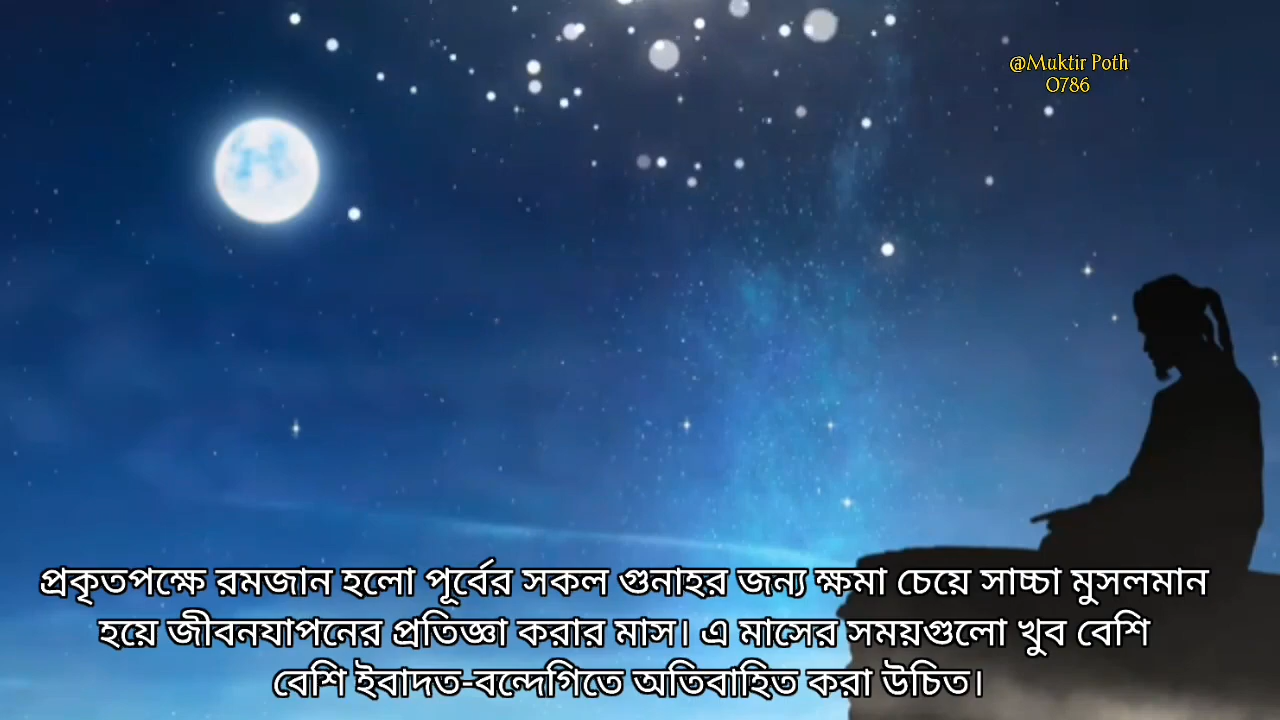 @Muktir Poth
0786
প্রকৃতপক্ষে রমজান হলো পূর্বের সকল গুনাহর জন্য ক্ষমা চেয়ে সাচ্চা মুসলমান
হয়ে জীবনযাপনের প্রতিজ্ঞা করার মাস। এ মাসের সময়গুলো খুব বেশি
বেশি ইবাদত-বন্দেগিতে অতিবাহিত করা উচিত।